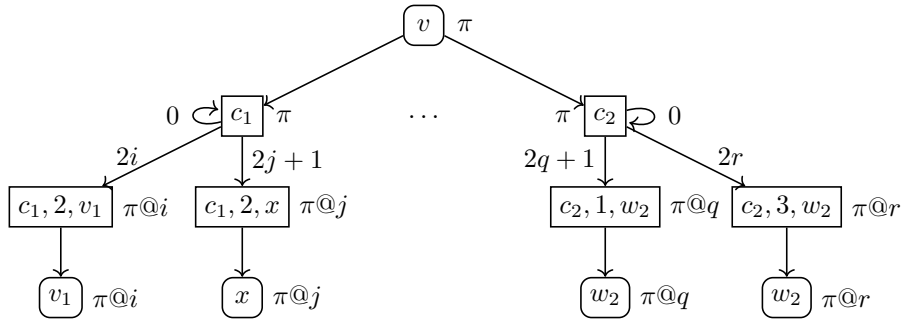 v π
0 c₁ π … π c₂ 0
2i 2j + 1 2q + 1 2r
c₁, 2, v₁ π@i c₁, 2, x π@j c₂, 1, w₂ π@q c₂, 3, w₂ π@r
v₁ π@i x π@j w₂ π@q w₂ π@r